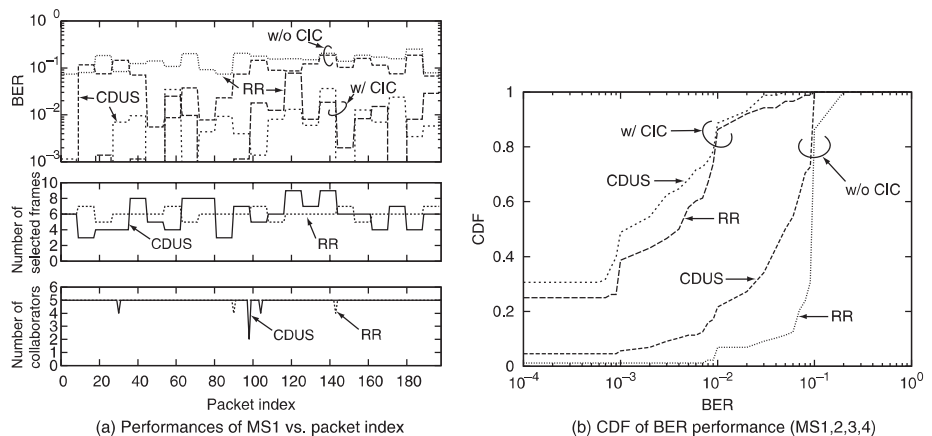 10⁰
10⁻¹
10⁻²
10⁻³
BER
w/o CIC
CDUS
RR
w/ CIC
10
8
6
4
2
0
Number of
selected frames
CDUS
RR
6
5
4
3
2
1
0
Number of
collaborators
CDUS
RR
0 20 40 60 80 100 120 140 160 180
Packet index
(a) Performances of MS1 vs. packet index
1
0.8
0.6
0.4
0.2
0
CDF
w/ CIC
CDUS
RR
w/o CIC
CDUS
RR
10⁻⁴ 10⁻³ 10⁻² 10⁻¹ 10⁰
BER
(b) CDF of BER performance (MS1,2,3,4)